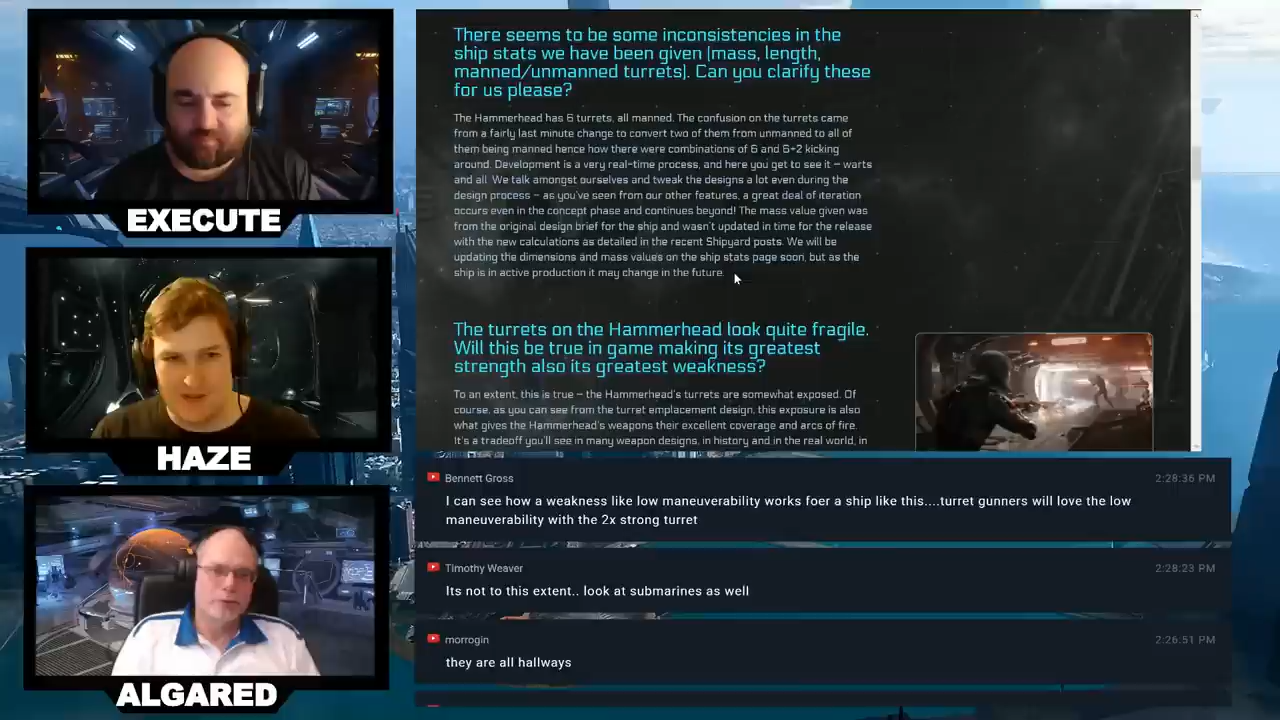 EXECUTE
HAZE
ALGARED
There seems to be some inconsistencies in the
ship stats we have been given (mass, length,
manned/unmanned turrets). Can you clarify these
for us please?
The Hammerhead has 6 turrets, all manned. The confusion on the turrets came
from a fairly last minute change to convert two of them from unmanned to all of
them being manned hence how there were combinations of 6 and 6+2 kicking
around. Development is a very real-time process, and here you get to see it – warts
and all. We talk amongst ourselves and tweak the designs a lot even during the
design process – as you've seen from our other features, a great deal of iteration
occurs even in the concept phase and continues beyond! The mass value given was
from the original design brief for the ship and wasn't updated in time for the release
with the new calculations as detailed in the recent Shipyard posts. We will be
updating the dimensions and mass values on the ship stats page soon, but as the
ship is in active production it may change in the future.
The turrets on the Hammerhead look quite fragile.
Will this be true in game making its greatest
strength also its greatest weakness?
To an extent, this is true – the Hammerhead's turrets are somewhat exposed. Of
course, as you can see from the turret emplacement design, this exposure is also
what gives the Hammerhead's weapons their excellent coverage and arcs of fire.
It's a tradeoff you'll see in many weapon designs, in history and in the real world, in
Bennett Gross 2:28:36 PM
I can see how a weakness like low maneuverability works foer a ship like this....turret gunners will love the low
maneuverability with the 2x strong turret
TImothy Weaver 2:28:23 PM
Its not to this extent.. look at submarines as well
morrogin 2:26:51 PM
they are all hallways